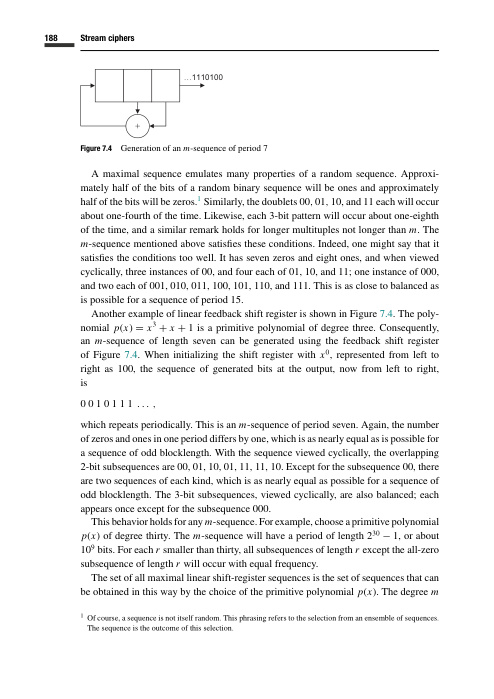 188 Stream ciphers
…1110100
+
Figure 7.4 Generation of an m-sequence of period 7
A maximal sequence emulates many properties of a random sequence. Approxi-
mately half of the bits of a random binary sequence will be ones and approximately
half of the bits will be zeros.¹ Similarly, the doublets 00, 01, 10, and 11 each will occur
about one-fourth of the time. Likewise, each 3-bit pattern will occur about one-eighth
of the time, and a similar remark holds for longer multituples not longer than m. The
m-sequence mentioned above satisfies these conditions. Indeed, one might say that it
satisfies the conditions too well. It has seven zeros and eight ones, and when viewed
cyclically, three instances of 00, and four each of 01, 10, and 11; one instance of 000,
and two each of 001, 010, 011, 100, 101, 110, and 111. This is as close to balanced as
is possible for a sequence of period 15.
Another example of linear feedback shift register is shown in Figure 7.4. The poly-
nomial p(x) = x³ + x + 1 is a primitive polynomial of degree three. Consequently,
an m-sequence of length seven can be generated using the feedback shift register
of Figure 7.4. When initializing the shift register with x⁰, represented from left to
right as 100, the sequence of generated bits at the output, now from left to right,
is
0 0 1 0 1 1 1 … ,
which repeats periodically. This is an m-sequence of period seven. Again, the number
of zeros and ones in one period differs by one, which is as nearly equal as is possible for
a sequence of odd blocklength. With the sequence viewed cyclically, the overlapping
2-bit subsequences are 00, 01, 10, 01, 11, 11, 10. Except for the subsequence 00, there
are two sequences of each kind, which is as nearly equal as possible for a sequence of
odd blocklength. The 3-bit subsequences, viewed cyclically, are also balanced; each
appears once except for the subsequence 000.
This behavior holds for any m-sequence. For example, choose a primitive polynomial
p(x) of degree thirty. The m-sequence will have a period of length 2³⁰ − 1, or about
10⁹ bits. For each r smaller than thirty, all subsequences of length r except the all-zero
subsequence of length r will occur with equal frequency.
The set of all maximal linear shift-register sequences is the set of sequences that can
be obtained in this way by the choice of the primitive polynomial p(x). The degree m
¹ Of course, a sequence is not itself random. This phrasing refers to the selection from an ensemble of sequences.
The sequence is the outcome of this selection.